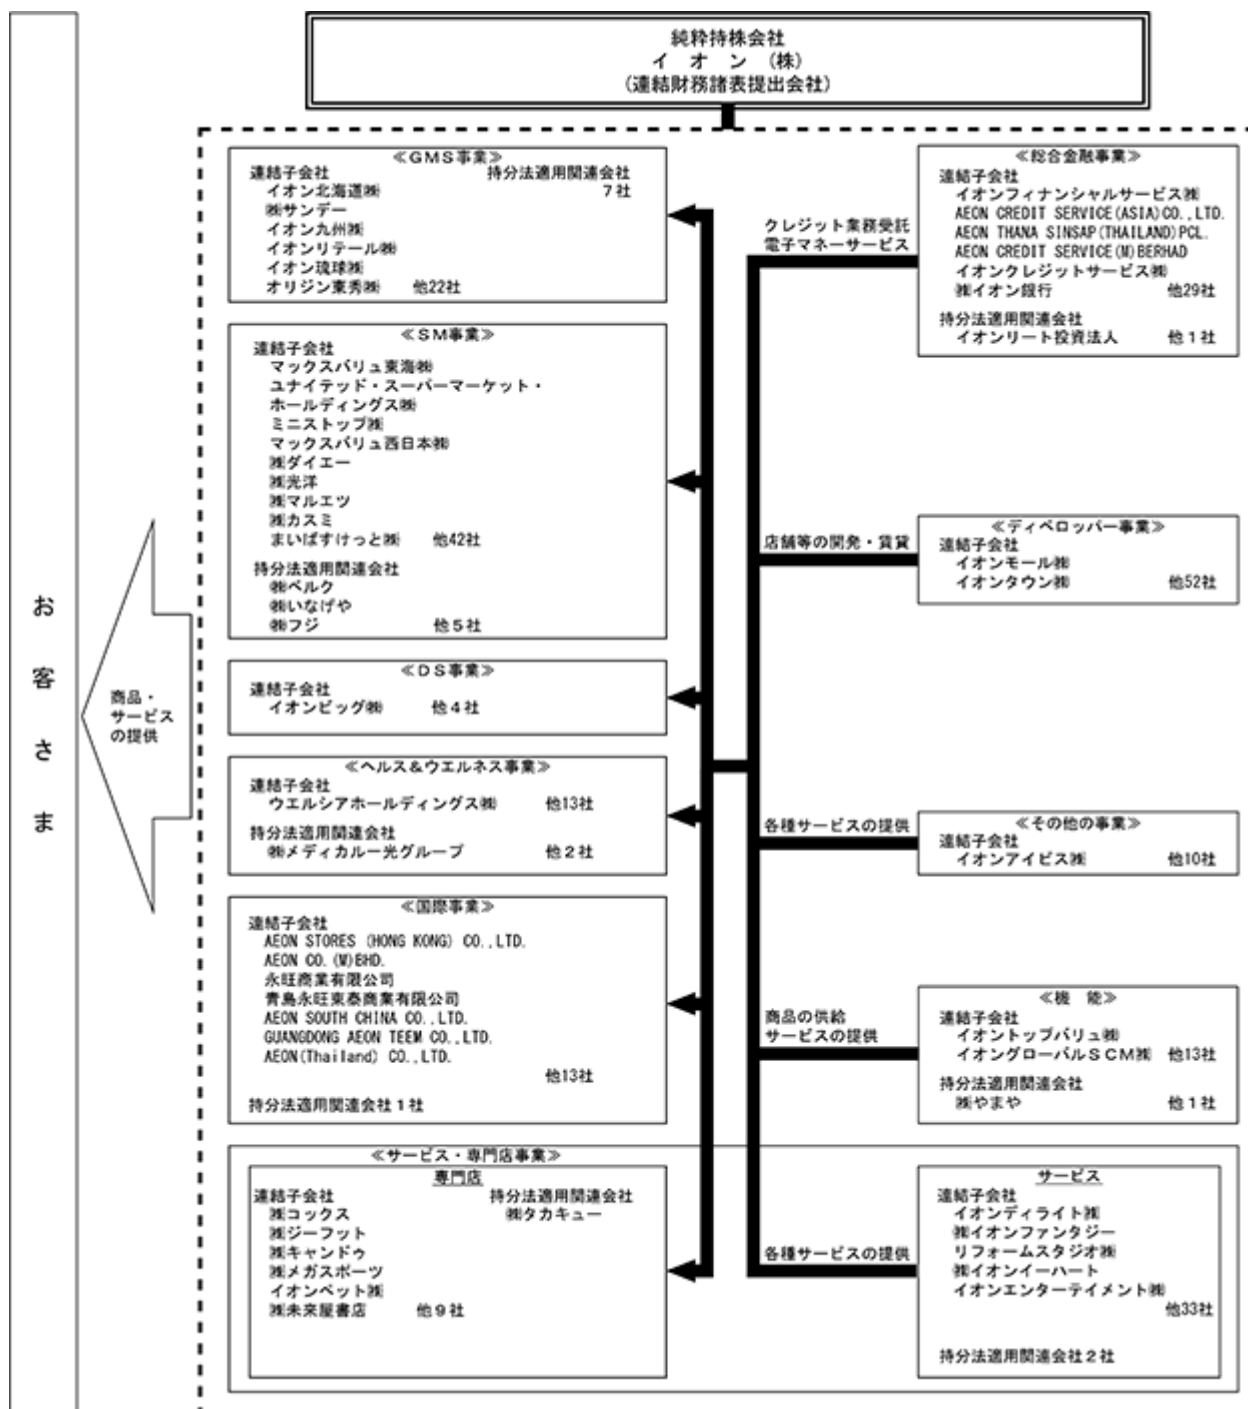 純粋持株会社
イオン (株)
(連結財務諸表提出会社)
お客さま
商品・
サービス
の提供
≪GMS事業≫
連結子会社 持分法適用関連会社
イオン北海道㈱ 7社
㈱サンデー
イオン九州㈱
イオンリテール㈱
イオン琉球㈱
オリジン東秀㈱ 他22社
≪SM事業≫
連結子会社
マックスバリュ東海㈱
ユナイテッド・スーパーマーケット・
ホールディングス㈱
ミニストップ㈱
マックスバリュ西日本㈱
㈱ダイエー
㈱光洋
㈱マルエツ
㈱カスミ
まいばすけっと㈱ 他42社
持分法適用関連会社
㈱ベルク
㈱いなげや
㈱フジ 他5社
≪DS事業≫
連結子会社
イオンビッグ㈱ 他4社
≪ヘルス&ウエルネス事業≫
連結子会社
ウエルシアホールディングス㈱ 他13社
持分法適用関連会社
㈱メディカル一光グループ 他2社
≪国際事業≫
連結子会社
AEON STORES (HONG KONG) CO.,LTD.
AEON CO.(M)BHD.
永旺商業有限公司
青島永旺東泰商業有限公司
AEON SOUTH CHINA CO.,LTD.
GUANGDONG AEON TEEM CO.,LTD.
AEON(Thailand) CO.,LTD.
他13社
持分法適用関連会社1社
≪サービス・専門店事業≫
専門店
連結子会社 持分法適用関連会社
㈱コックス ㈱タカキュー
㈱ジーフット
㈱キャンドゥ
㈱メガスポーツ
イオンペット㈱
㈱未来屋書店 他9社
クレジット業務受託
電子マネーサービス
≪総合金融事業≫
連結子会社
イオンフィナンシャルサービス㈱
AEON CREDIT SERVICE(ASIA)CO.,LTD.
AEON THANA SINSAP(THAILAND)PCL.
AEON CREDIT SERVICE(M)BERHAD
イオンクレジットサービス㈱
㈱イオン銀行 他29社
持分法適用関連会社
イオンリート投資法人 他1社
店舗等の開発・賃貸
≪ディベロッパー事業≫
連結子会社
イオンモール㈱
イオンタウン㈱ 他52社
各種サービスの提供
≪その他の事業≫
連結子会社
イオンアイビス㈱ 他10社
商品の供給
サービスの提供
≪機 能≫
連結子会社
イオントップバリュ㈱
イオングローバルSCM㈱ 他13社
持分法適用関連会社
㈱やまや 他1社
各種サービスの提供
サービス
連結子会社
イオンディライト㈱
㈱イオンファンタジー
リフォームスタジオ㈱
㈱イオンイーハート
イオンエンターテイメント㈱
他33社
持分法適用関連会社2社